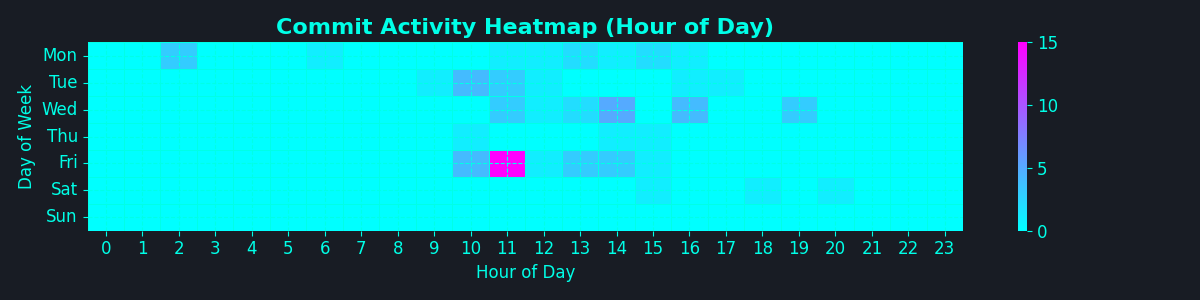 Commit Activity Heatmap (Hour of Day)
Day of Week
Mon
Tue
Wed
Thu
Fri
Sat
Sun
0 1 2 3 4 5 6 7 8 9 10 11 12 13 14 15 16 17 18 19 20 21 22 23
Hour of Day
15
10
5
0